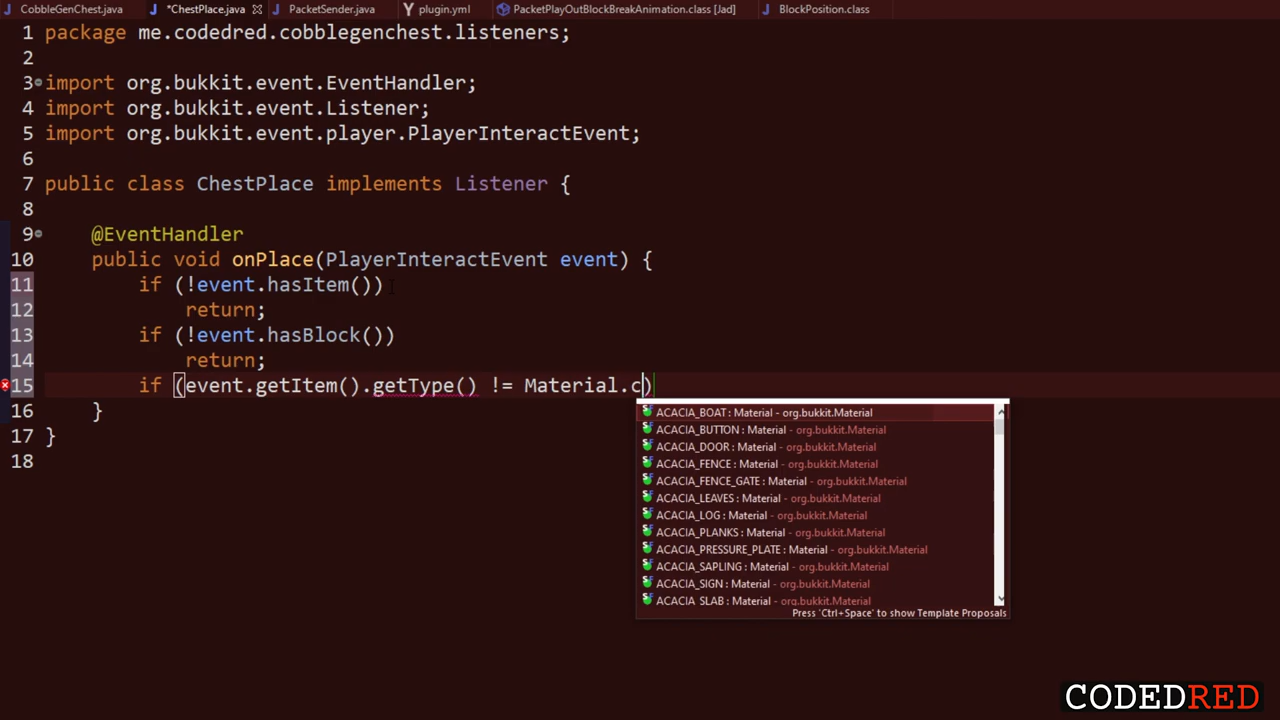 CobbleGenChest.java *ChestPlace.java PacketSender.java plugin.yml PacketPlayOutBlockBreakAnimation.class [Jad] BlockPosition.class
1 package me.codedred.cobblegenchest.listeners;
2
3 import org.bukkit.event.EventHandler;
4 import org.bukkit.event.Listener;
5 import org.bukkit.event.player.PlayerInteractEvent;
6
7 public class ChestPlace implements Listener {
8
9 @EventHandler
10 public void onPlace(PlayerInteractEvent event) {
11 if (!event.hasItem())
12 return;
13 if (!event.hasBlock())
14 return;
15 if (event.getItem().getType() != Material.c)
16 }
17 }
18
ACACIA_BOAT : Material - org.bukkit.Material
ACACIA_BUTTON : Material - org.bukkit.Material
ACACIA_DOOR : Material - org.bukkit.Material
ACACIA_FENCE : Material - org.bukkit.Material
ACACIA_FENCE_GATE : Material - org.bukkit.Material
ACACIA_LEAVES : Material - org.bukkit.Material
ACACIA_LOG : Material - org.bukkit.Material
ACACIA_PLANKS : Material - org.bukkit.Material
ACACIA_PRESSURE_PLATE : Material - org.bukkit.Material
ACACIA_SAPLING : Material - org.bukkit.Material
ACACIA_SIGN : Material - org.bukkit.Material
ACACIA_SLAB : Material - org.bukkit.Material
Press 'Ctrl+Space' to show Template Proposals
CODEDRED